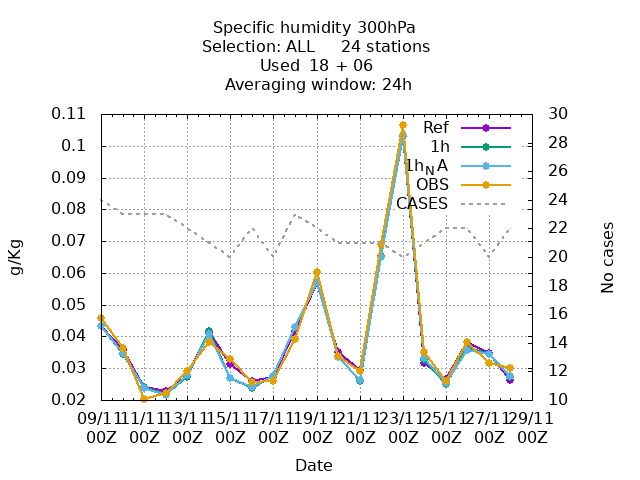 Specific humidity 300hPa
Selection: ALL 24 stations
Used 18 + 06
Averaging window: 24h
0.11
0.1
0.09
0.08
0.07
0.06
0.05
0.04
0.03
0.02
g/Kg
30
28
26
24
22
20
18
16
14
12
10
No cases
Ref
1h
1h_NA
OBS
CASES
09/11 11/11 13/11 15/11 17/11 19/11 21/11 23/11 25/11 27/11 29/11
00Z 00Z 00Z 00Z 00Z 00Z 00Z 00Z 00Z 00Z 00Z
Date